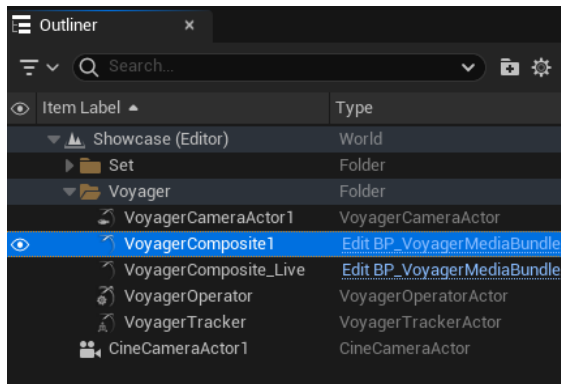 Outliner ×
Search...
Item Label Type
Showcase (Editor) World
Set Folder
Voyager Folder
VoyagerCameraActor1 VoyagerCameraActor
VoyagerComposite1 Edit BP_VoyagerMediaBundle
VoyagerComposite_Live Edit BP_VoyagerMediaBundle
VoyagerOperator VoyagerOperatorActor
VoyagerTracker VoyagerTrackerActor
CineCameraActor1 CineCameraActor